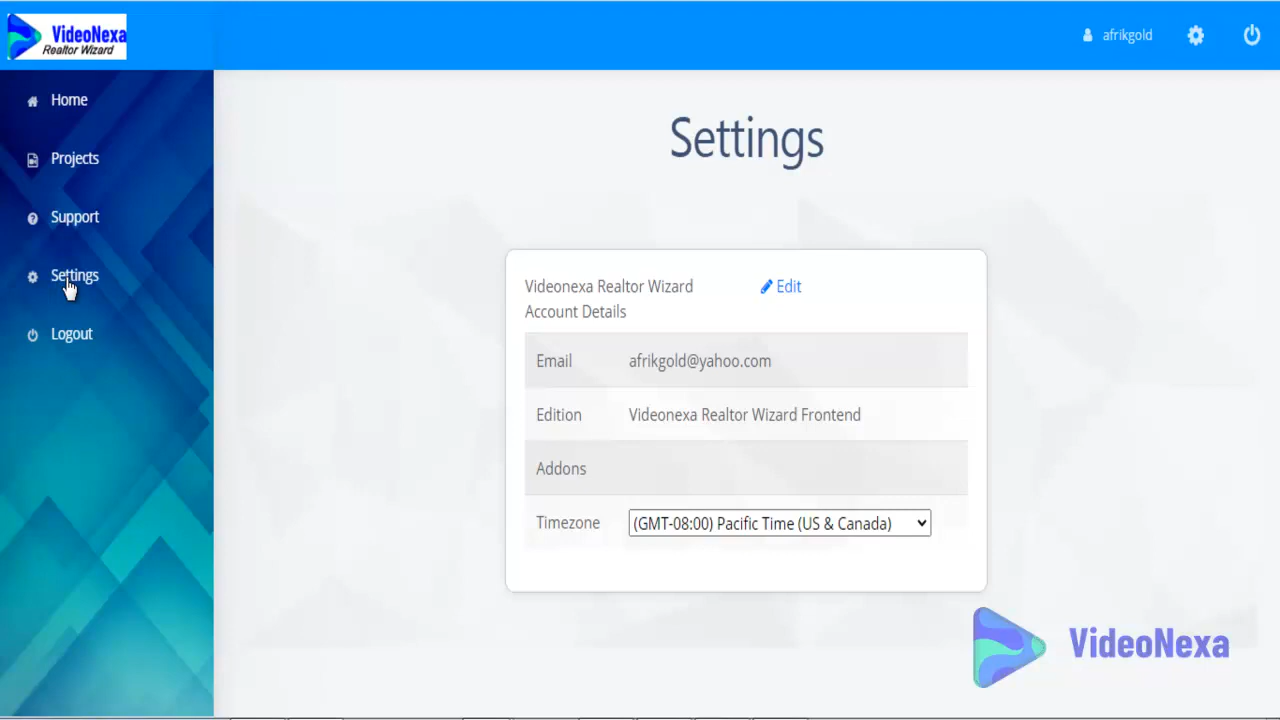 VideoNexa
Realtor Wizard
afrikgold
Home
Projects
Support
Settings
Logout
Settings
Videonexa Realtor Wizard
Account Details
Edit
Email afrikgold@yahoo.com
Edition Videonexa Realtor Wizard Frontend
Addons
Timezone (GMT-08:00) Pacific Time (US & Canada)
VideoNexa